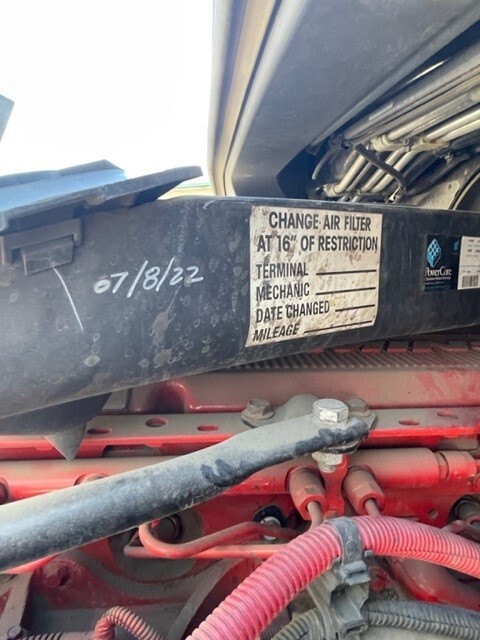 07/8/22
CHANGE AIR FILTER
AT 16" OF RESTRICTION
TERMINAL
MECHANIC
DATE CHANGED
MILEAGE
PowerCore